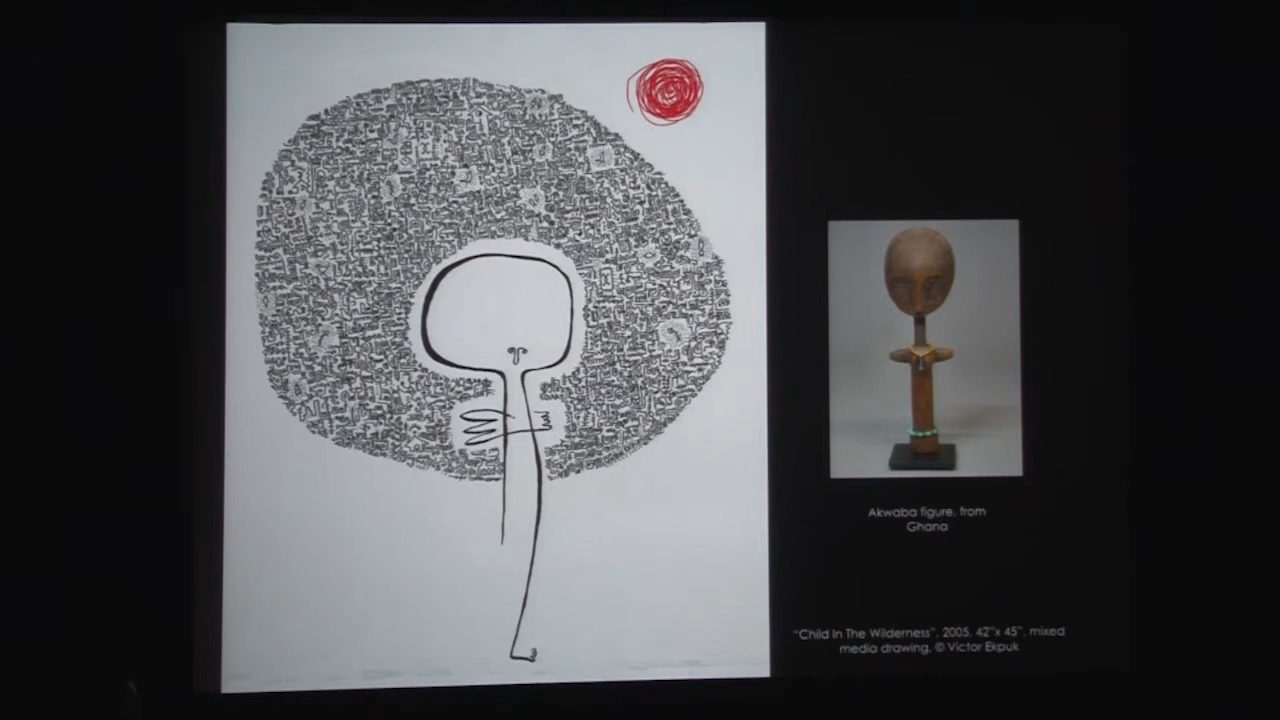 Akwaba figure, from
Ghana
"Child In The Wilderness", 2005, 42"x 45", mixed
media drawing, © Victor Ekpuk